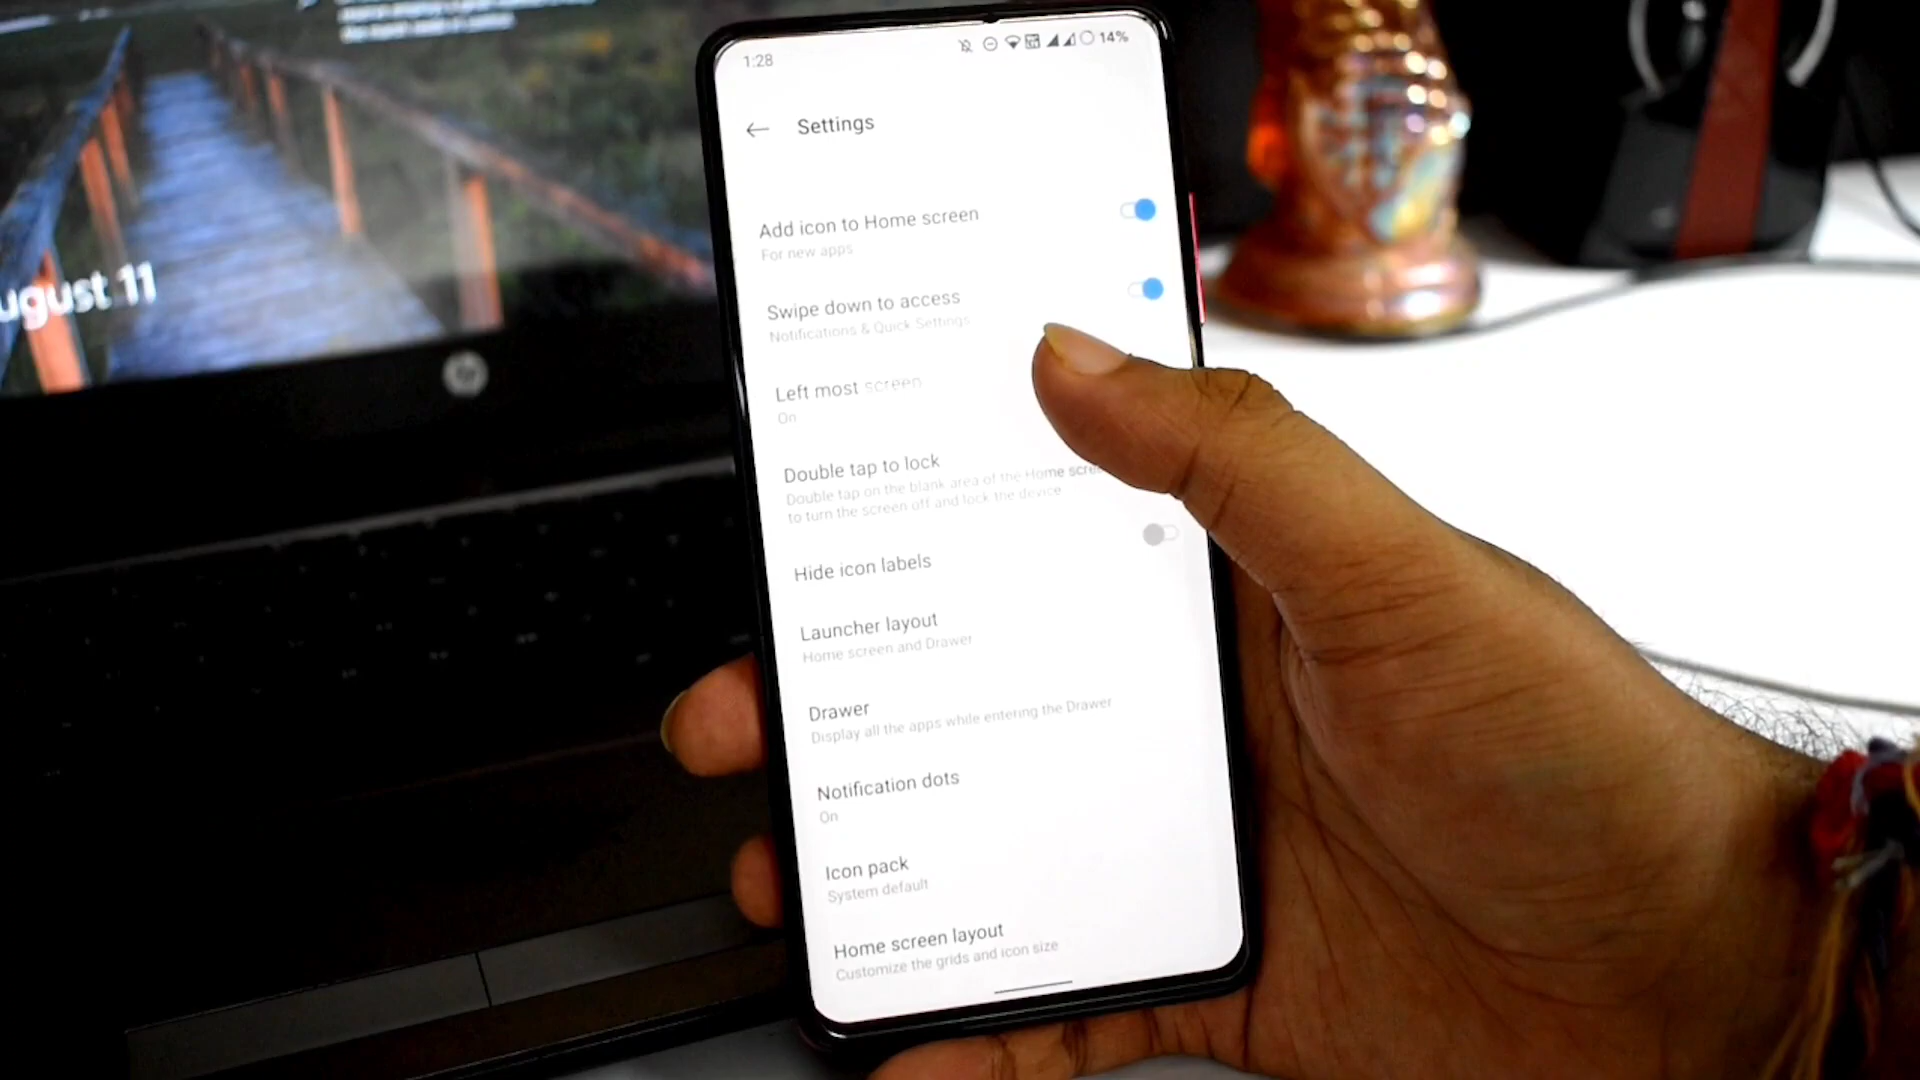 ugust 11
hp
1:28
14%
Settings
Add icon to Home screen
For new apps
Swipe down to access
Notifications & Quick Settings
Left most screen
On
Double tap to lock
Double tap on the blank area of the Home scre
to turn the screen off and lock the device
Hide icon labels
Launcher layout
Home screen and Drawer
Drawer
Display all the apps while entering the Drawer
Notification dots
On
Icon pack
System default
Home screen layout
Customize the grids and icon size